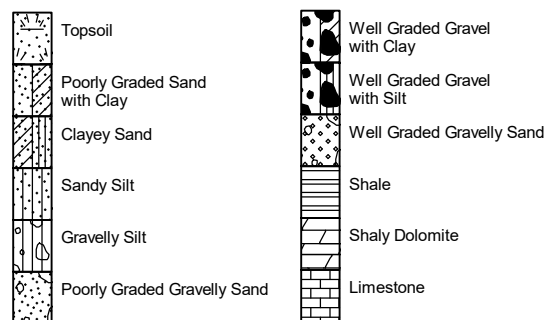 Topsoil
Poorly Graded Sand
with Clay
Clayey Sand
Sandy Silt
Gravelly Silt
Poorly Graded Gravelly Sand
Well Graded Gravel
with Clay
Well Graded Gravel
with Silt
Well Graded Gravelly Sand
Shale
Shaly Dolomite
Limestone